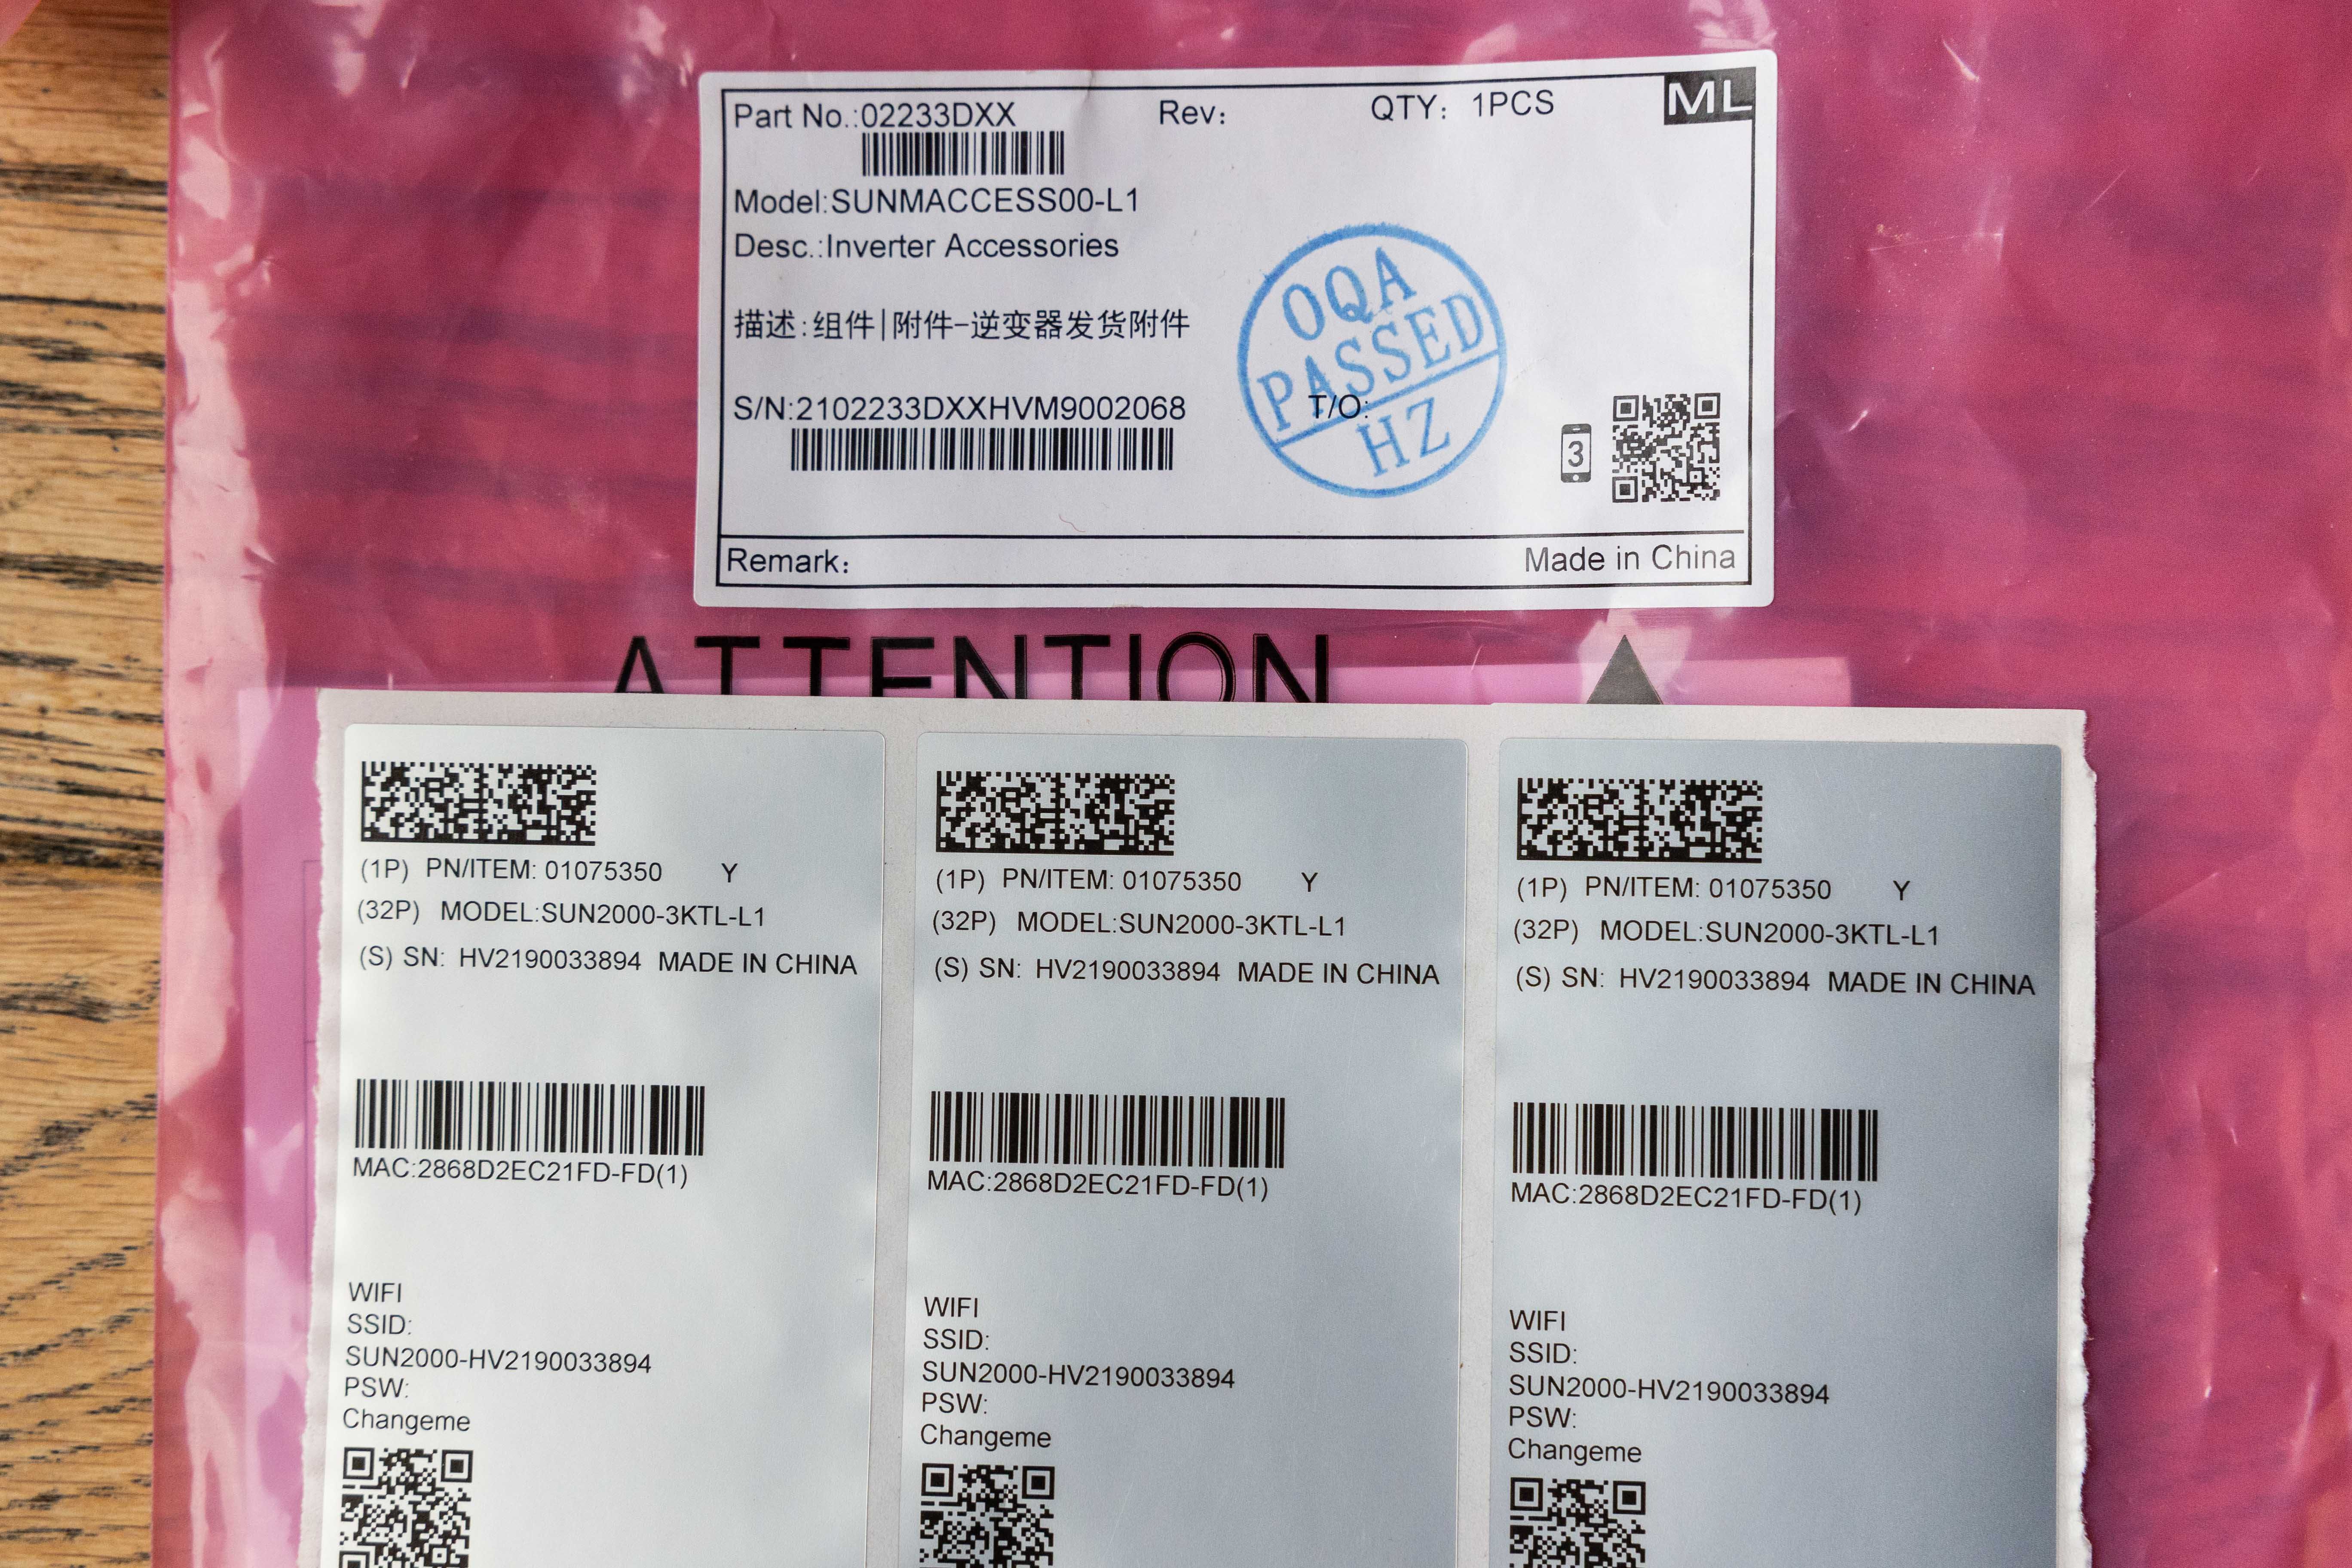 Part No.:02233DXX Rev: QTY: 1PCS ML
Model:SUNMACCESS00-L1
Desc.:Inverter Accessories
描述:组件|附件-逆变器发货附件
OQA
PASSED
HZ
S/N:2102233DXXHVM9002068 T/O:
3
Remark: Made in China
ATTENTION
(1P) PN/ITEM: 01075350 Y
(32P) MODEL:SUN2000-3KTL-L1
(S) SN: HV2190033894 MADE IN CHINA
MAC:2868D2EC21FD-FD(1)
WIFI
SSID:
SUN2000-HV2190033894
PSW:
Changeme
(1P) PN/ITEM: 01075350 Y
(32P) MODEL:SUN2000-3KTL-L1
(S) SN: HV2190033894 MADE IN CHINA
MAC:2868D2EC21FD-FD(1)
WIFI
SSID:
SUN2000-HV2190033894
PSW:
Changeme
(1P) PN/ITEM: 01075350 Y
(32P) MODEL:SUN2000-3KTL-L1
(S) SN: HV2190033894 MADE IN CHINA
MAC:2868D2EC21FD-FD(1)
WIFI
SSID:
SUN2000-HV2190033894
PSW:
Changeme